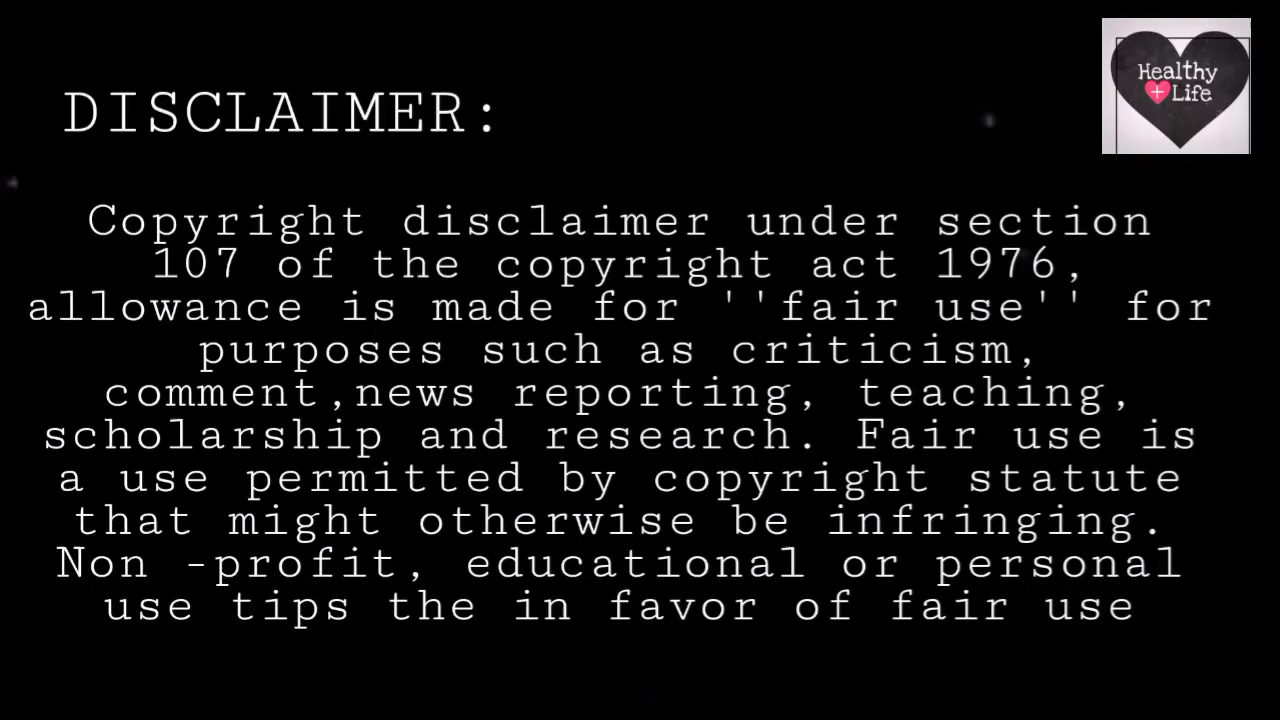 Healthy
Life
DISCLAIMER:
Copyright disclaimer under section
107 of the copyright act 1976,
allowance is made for ''fair use'' for
purposes such as criticism,
comment,news reporting, teaching,
scholarship and research. Fair use is
a use permitted by copyright statute
that might otherwise be infringing.
Non -profit, educational or personal
use tips the in favor of fair use